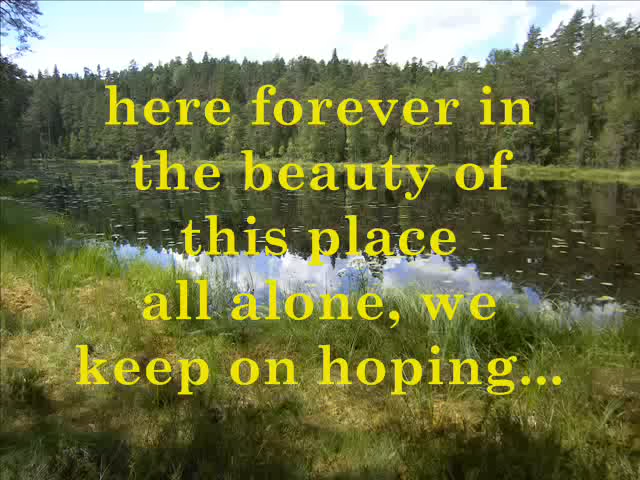 here forever in
the beauty of
this place
all alone, we
keep on hoping...